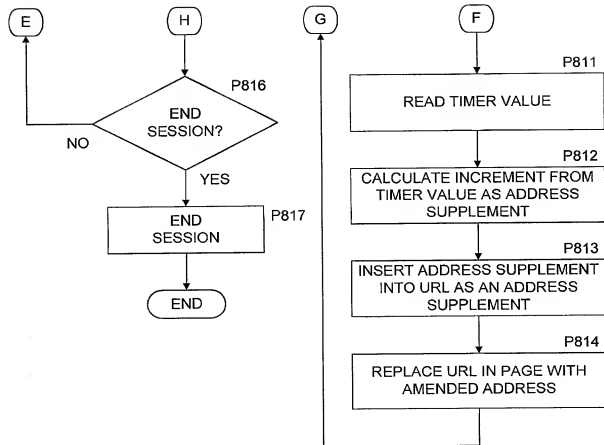 E
H
G
F
P816
END
SESSION?
NO
YES
END
SESSION
P817
END
P811
READ TIMER VALUE
P812
CALCULATE INCREMENT FROM
TIMER VALUE AS ADDRESS
SUPPLEMENT
P813
INSERT ADDRESS SUPPLEMENT
INTO URL AS AN ADDRESS
SUPPLEMENT
P814
REPLACE URL IN PAGE WITH
AMENDED ADDRESS